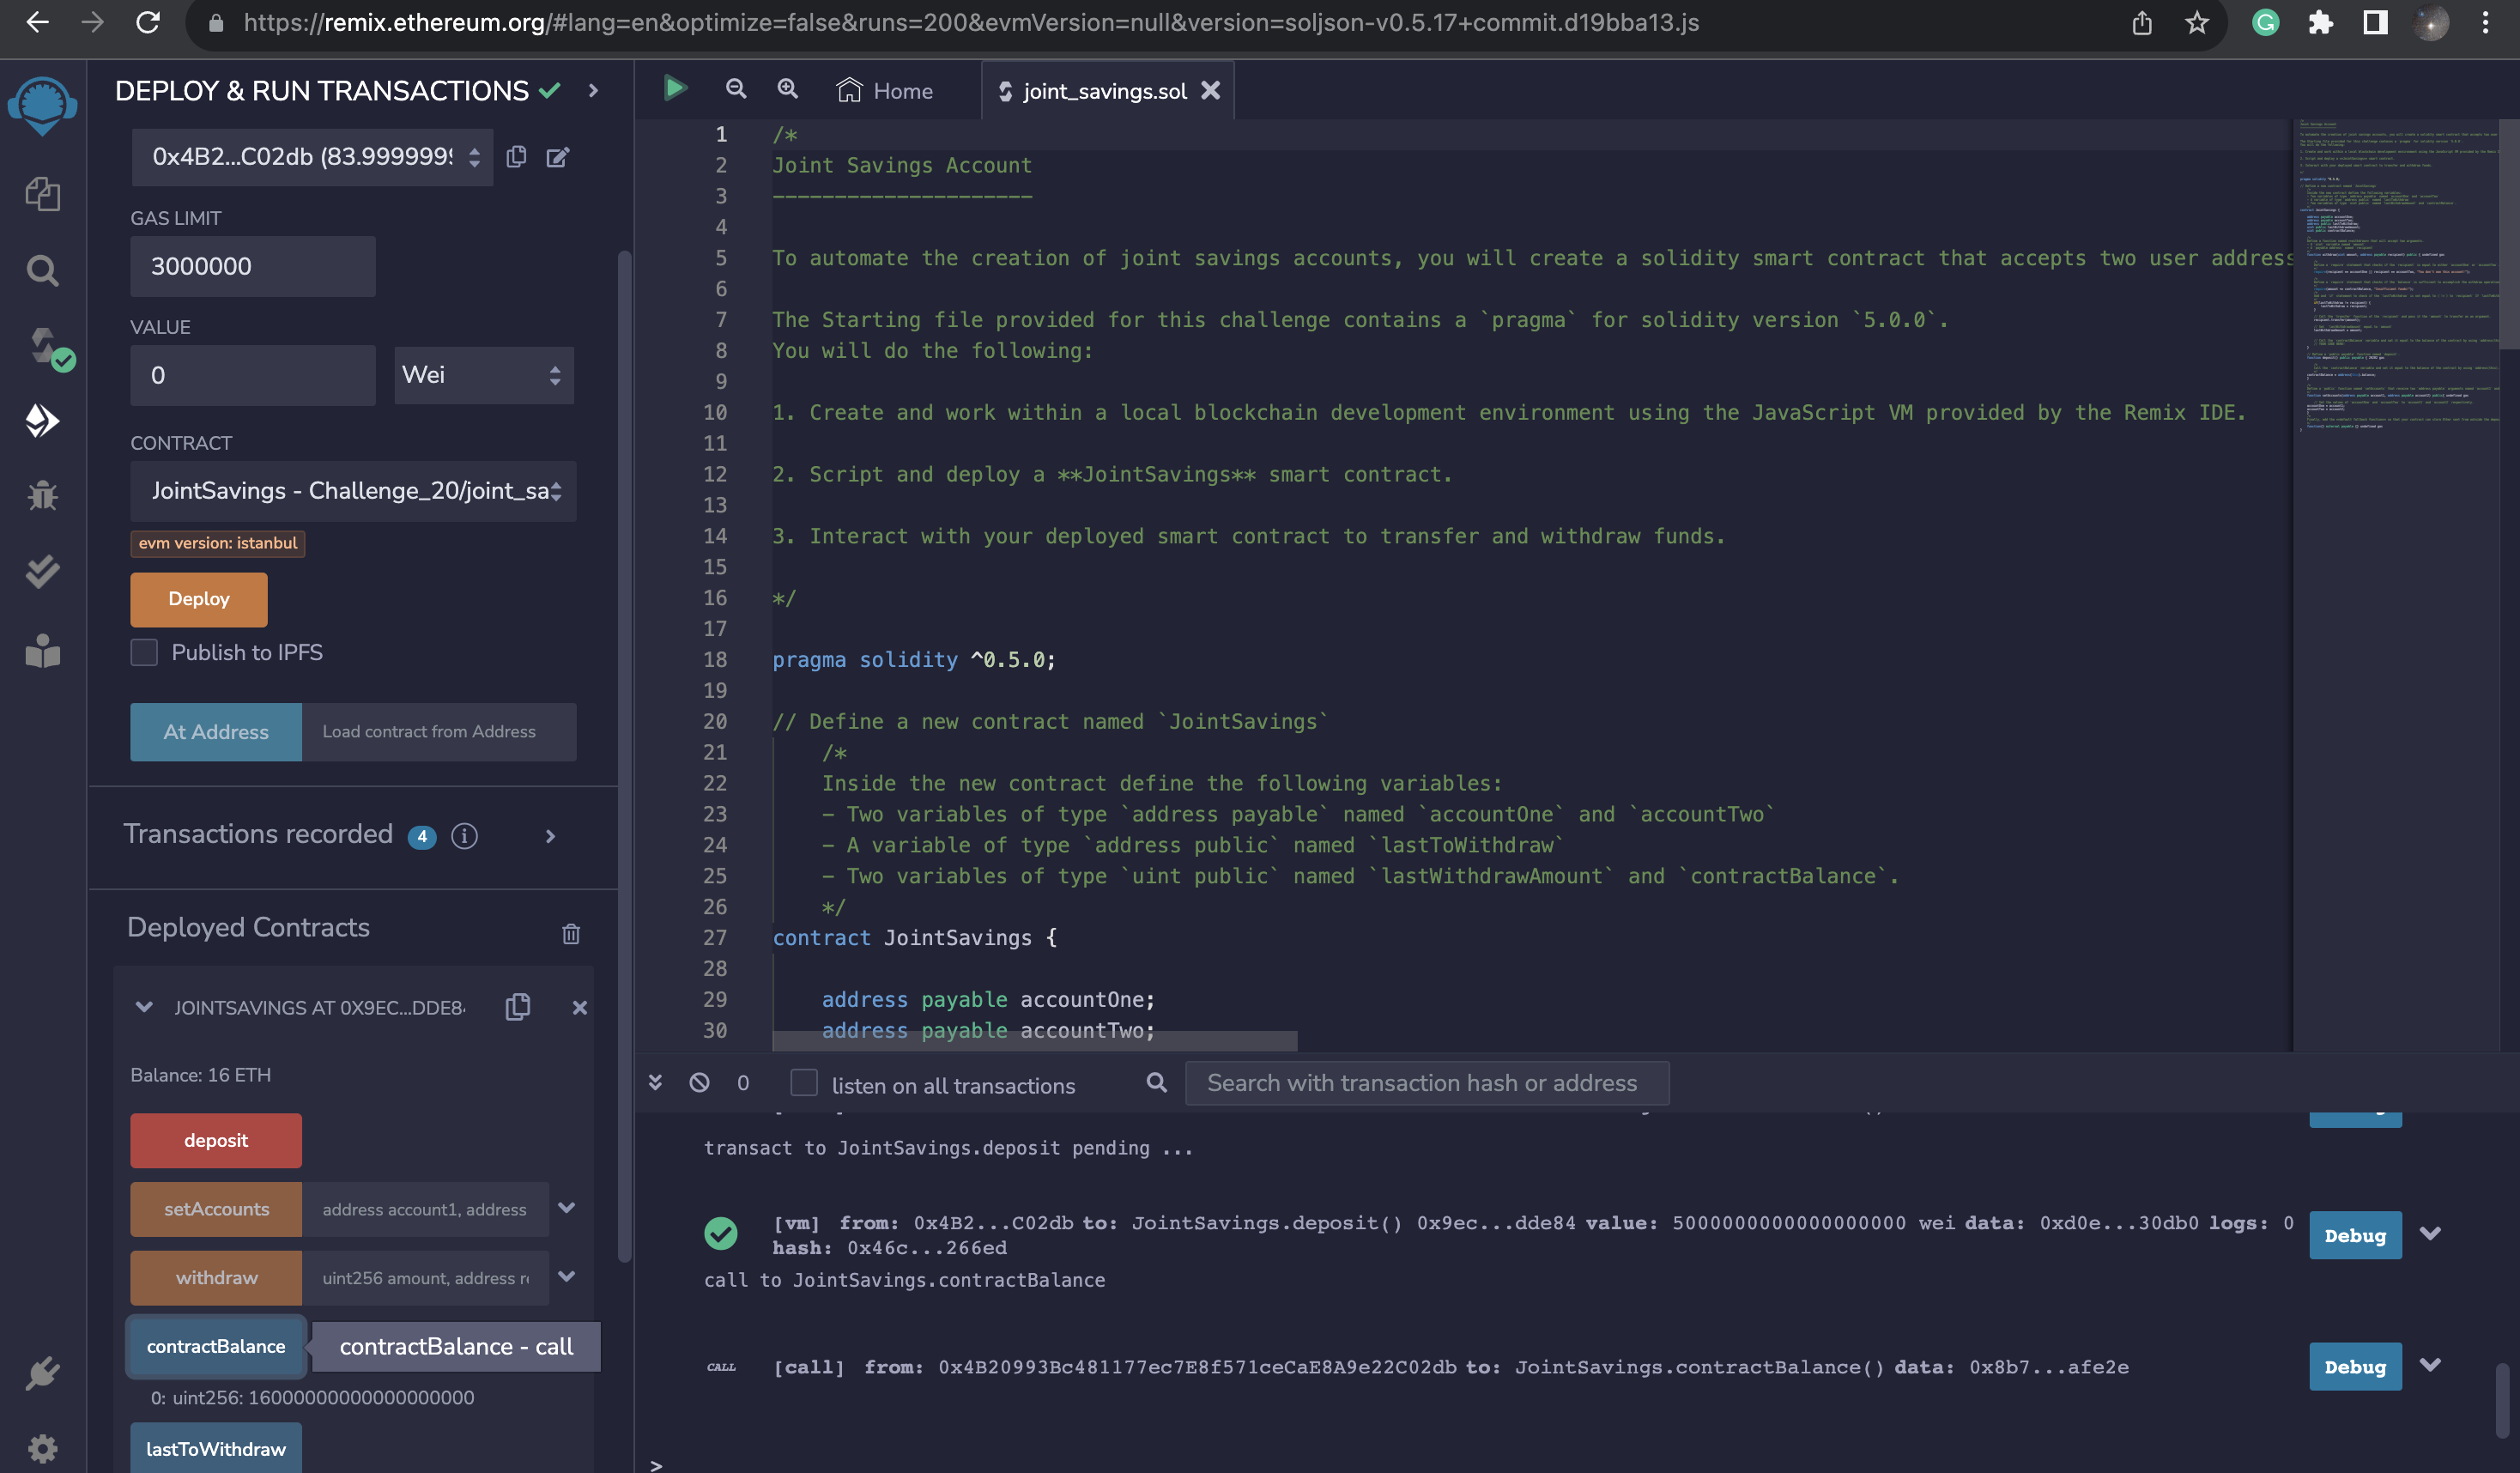 https://remix.ethereum.org/#lang=en&optimize=false&runs=200&evmVersion=null&version=soljson-v0.5.17+commit.d19bba13.js
DEPLOY & RUN TRANSACTIONS
0x4B2...C02db (83.9999999
GAS LIMIT
3000000
VALUE
0
Wei
CONTRACT
JointSavings - Challenge_20/joint_sa
evm version: istanbul
Deploy
Publish to IPFS
At Address
Load contract from Address
Transactions recorded 4 i
Deployed Contracts
JOINTSAVINGS AT 0X9EC...DDE84
Balance: 16 ETH
deposit
setAccounts address account1, address
withdraw uint256 amount, address re
contractBalance
contractBalance - call
0: uint256: 16000000000000000000
lastToWithdraw
Home
joint_savings.sol
1 /*
2 Joint Savings Account
3 ---------------------
4
5 To automate the creation of joint savings accounts, you will create a solidity smart contract that accepts two user address
6
7 The Starting file provided for this challenge contains a `pragma` for solidity version `5.0.0`.
8 You will do the following:
9
10 1. Create and work within a local blockchain development environment using the JavaScript VM provided by the Remix IDE.
11
12 2. Script and deploy a **JointSavings** smart contract.
13
14 3. Interact with your deployed smart contract to transfer and withdraw funds.
15
16 */
17
18 pragma solidity ^0.5.0;
19
20 // Define a new contract named `JointSavings`
21 /*
22 Inside the new contract define the following variables:
23 - Two variables of type `address payable` named `accountOne` and `accountTwo`
24 - A variable of type `address public` named `lastToWithdraw`
25 - Two variables of type `uint public` named `lastWithdrawAmount` and `contractBalance`.
26 */
27 contract JointSavings {
28
29 address payable accountOne;
30 address payable accountTwo;
0
listen on all transactions
Search with transaction hash or address
transact to JointSavings.deposit pending ...
[vm] from: 0x4B2...C02db to: JointSavings.deposit() 0x9ec...dde84 value: 5000000000000000000 wei data: 0xd0e...30db0 logs: 0
hash: 0x46c...266ed
Debug
call to JointSavings.contractBalance
CALL [call] from: 0x4B20993Bc481177ec7E8f571ceCaE8A9e22C02db to: JointSavings.contractBalance() data: 0x8b7...afe2e
Debug
>